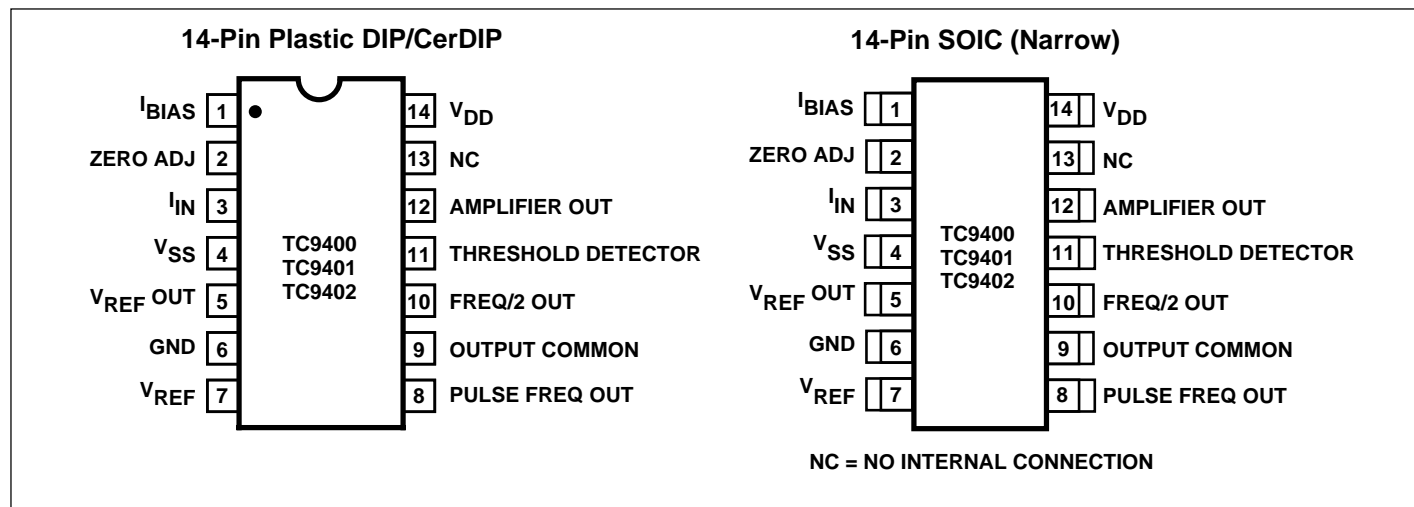 14-Pin Plastic DIP/CerDIP
IBIAS 1
14 VDD
ZERO ADJ 2
13 NC
IIN 3
12 AMPLIFIER OUT
VSS 4
11 THRESHOLD DETECTOR
VREF OUT 5
10 FREQ/2 OUT
GND 6
9 OUTPUT COMMON
VREF 7
8 PULSE FREQ OUT
TC9400
TC9401
TC9402
14-Pin SOIC (Narrow)
IBIAS 1
14 VDD
ZERO ADJ 2
13 NC
IIN 3
12 AMPLIFIER OUT
VSS 4
11 THRESHOLD DETECTOR
VREF OUT 5
10 FREQ/2 OUT
GND 6
9 OUTPUT COMMON
VREF 7
8 PULSE FREQ OUT
TC9400
TC9401
TC9402
NC = NO INTERNAL CONNECTION